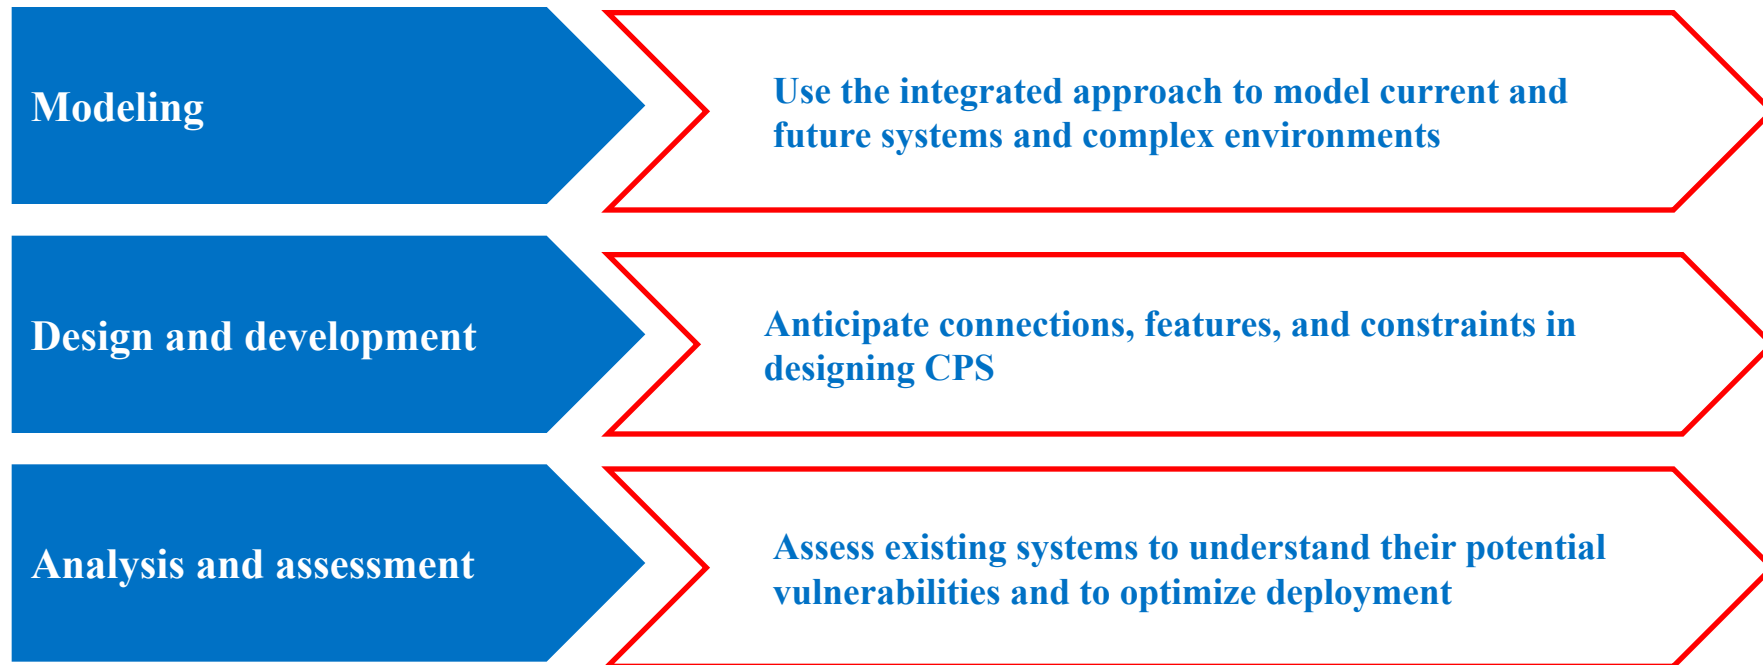 Modeling
Use the integrated approach to model current and
future systems and complex environments
Design and development
Anticipate connections, features, and constraints in
designing CPS
Analysis and assessment
Assess existing systems to understand their potential
vulnerabilities and to optimize deployment